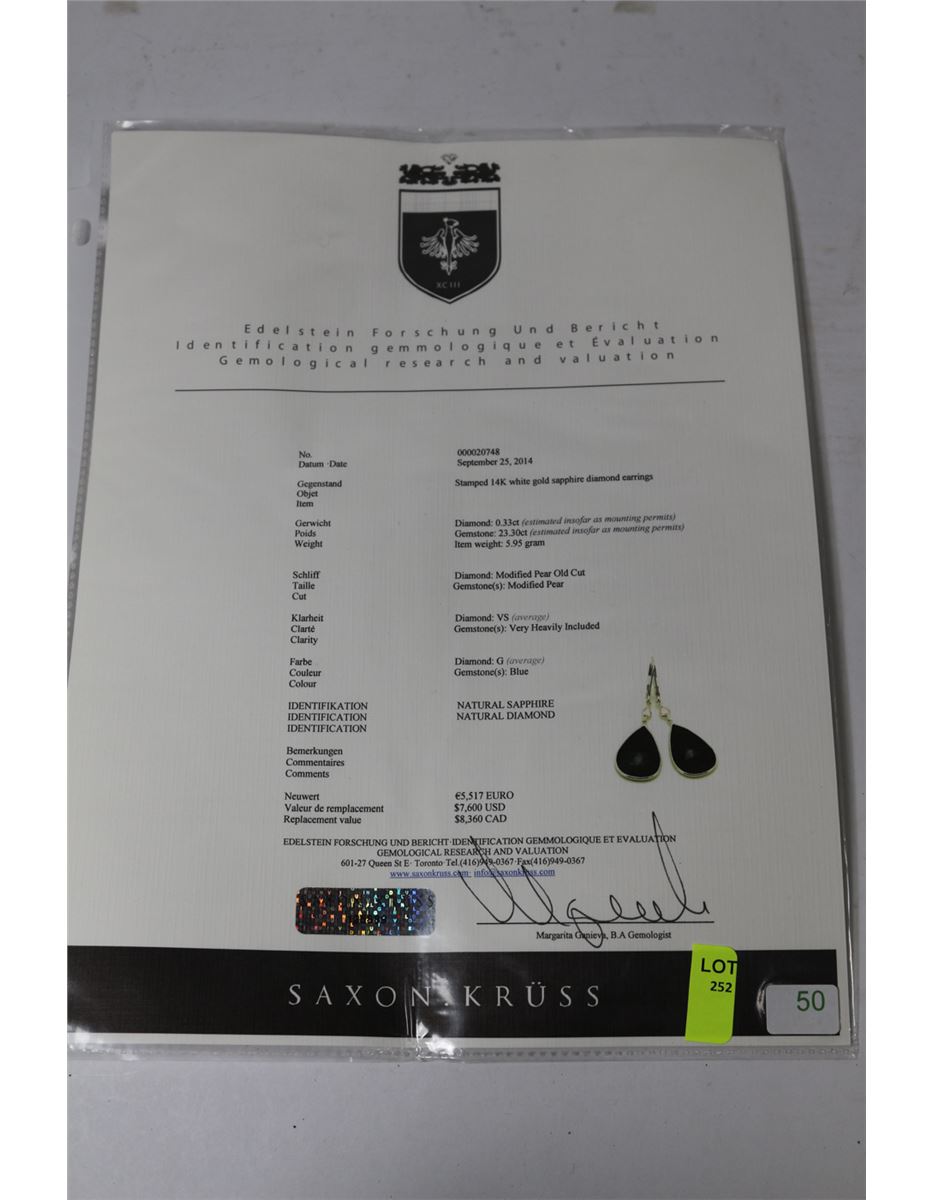 XCIII
Edelstein Forschung Und Bericht
Identification gemmologique et Évaluation
Gemological research and valuation
No. 000020748
Datum ·Date September 25, 2014
Gegenstand Stamped 14K white gold sapphire diamond earrings
Objet
Item
Gerwicht Diamond: 0.33ct (estimated insofar as mounting permits)
Poids Gemstone: 23.30ct (estimated insofar as mounting permits)
Weight Item weight: 5.95 gram
Schliff Diamond: Modified Pear Old Cut
Taille Gemstone(s): Modified Pear
Cut
Klarheit Diamond: VS (average)
Clarté Gemstone(s): Very Heavily Included
Clarity
Farbe Diamond: G (average)
Couleur Gemstone(s): Blue
Colour
IDENTIFIKATION NATURAL SAPPHIRE
IDENTIFICATION NATURAL DIAMOND
IDENTIFICATION
Bemerkungen
Commentaires
Comments
Neuwert €5,517 EURO
Valeur de remplacement $7,600 USD
Replacement value $8,360 CAD
EDELSTEIN FORSCHUNG UND BERICHT·IDENTIFICATION GEMMOLOGIQUE ET EVALUATION
GEMOLOGICAL RESEARCH AND VALUATION
601-27 Queen St E· Toronto·Tel.(416)949-0367·Fax(416)949-0367
www.saxonkruss.com· info@saxonkruss.com
Margarita Ganieva, B.A Gemologist
SAXON.KRÜSS
LOT
252
50